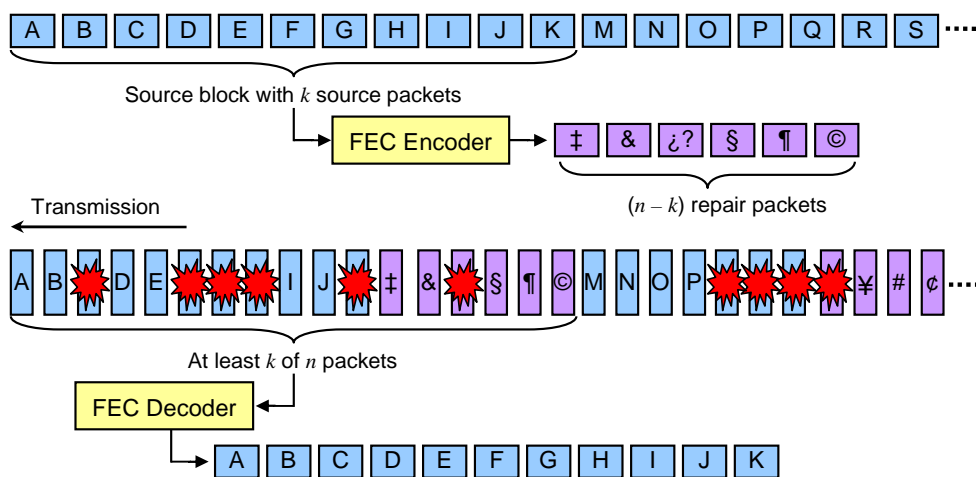 A B C D E F G H I J K M N O P Q R S ....
Source block with k source packets
FEC Encoder ‡ & ¿? § ¶ ©
(n – k) repair packets
Transmission
A B D E I J ‡ & § ¶ © M N O P ¥ # ¢ ....
At least k of n packets
FEC Decoder
A B C D E F G H I J K